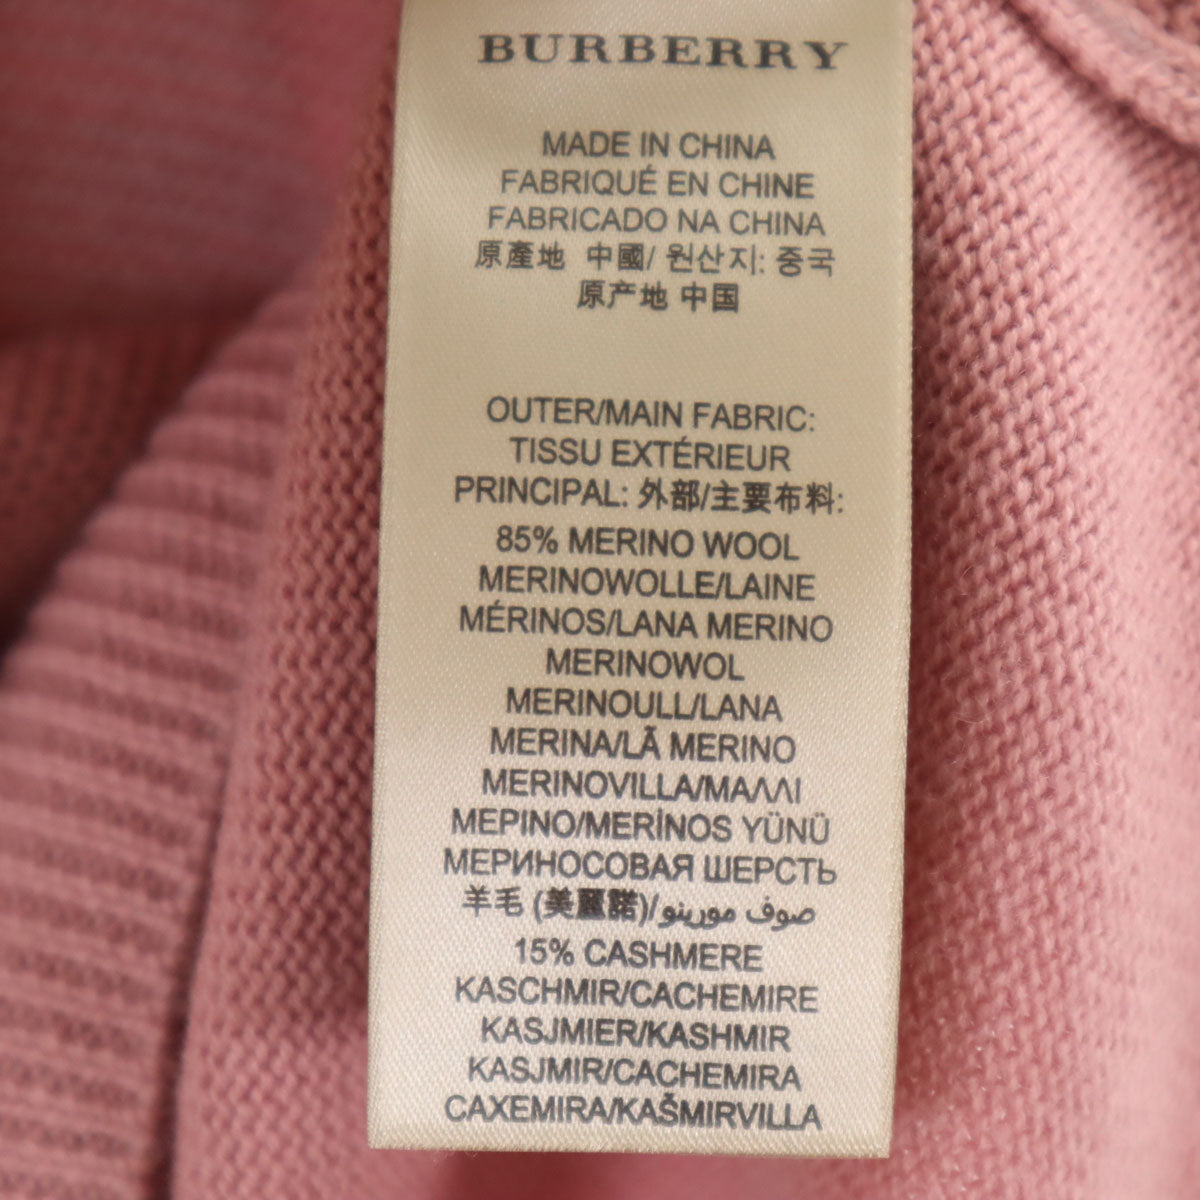 BURBERRY
MADE IN CHINA
FABRIQUÉ EN CHINE
FABRICADO NA CHINA
原產地 中國/ 원산지: 중국
原产地 中国
OUTER/MAIN FABRIC:
TISSU EXTÉRIEUR
PRINCIPAL: 外部/主要布料:
85% MERINO WOOL
MERINOWOLLE/LAINE
MÉRINOS/LANA MERINO
MERINOWOL
MERINOULL/LANA
MERINA/LÃ MERINO
MERINOVILLA/ΜΑΛΛΙ
ΜΕΡΙΝΟ/MERİNOS YÜNÜ
МЕРИНОСОВАЯ ШЕРСТЬ
羊毛 (美麗諾)/صوف مورينو
15% CASHMERE
KASCHMIR/CACHEMIRE
KASJMIER/KASHMIR
KASJMIR/CACHEMIRA
CAXEMIRA/KAŠMIRVILLA